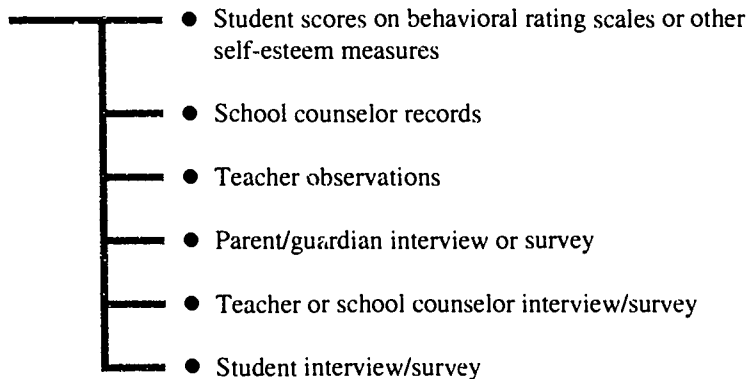 ● Student scores on behavioral rating scales or other
self-esteem measures
● School counselor records
● Teacher observations
● Parent/guardian interview or survey
● Teacher or school counselor interview/survey
● Student interview/survey